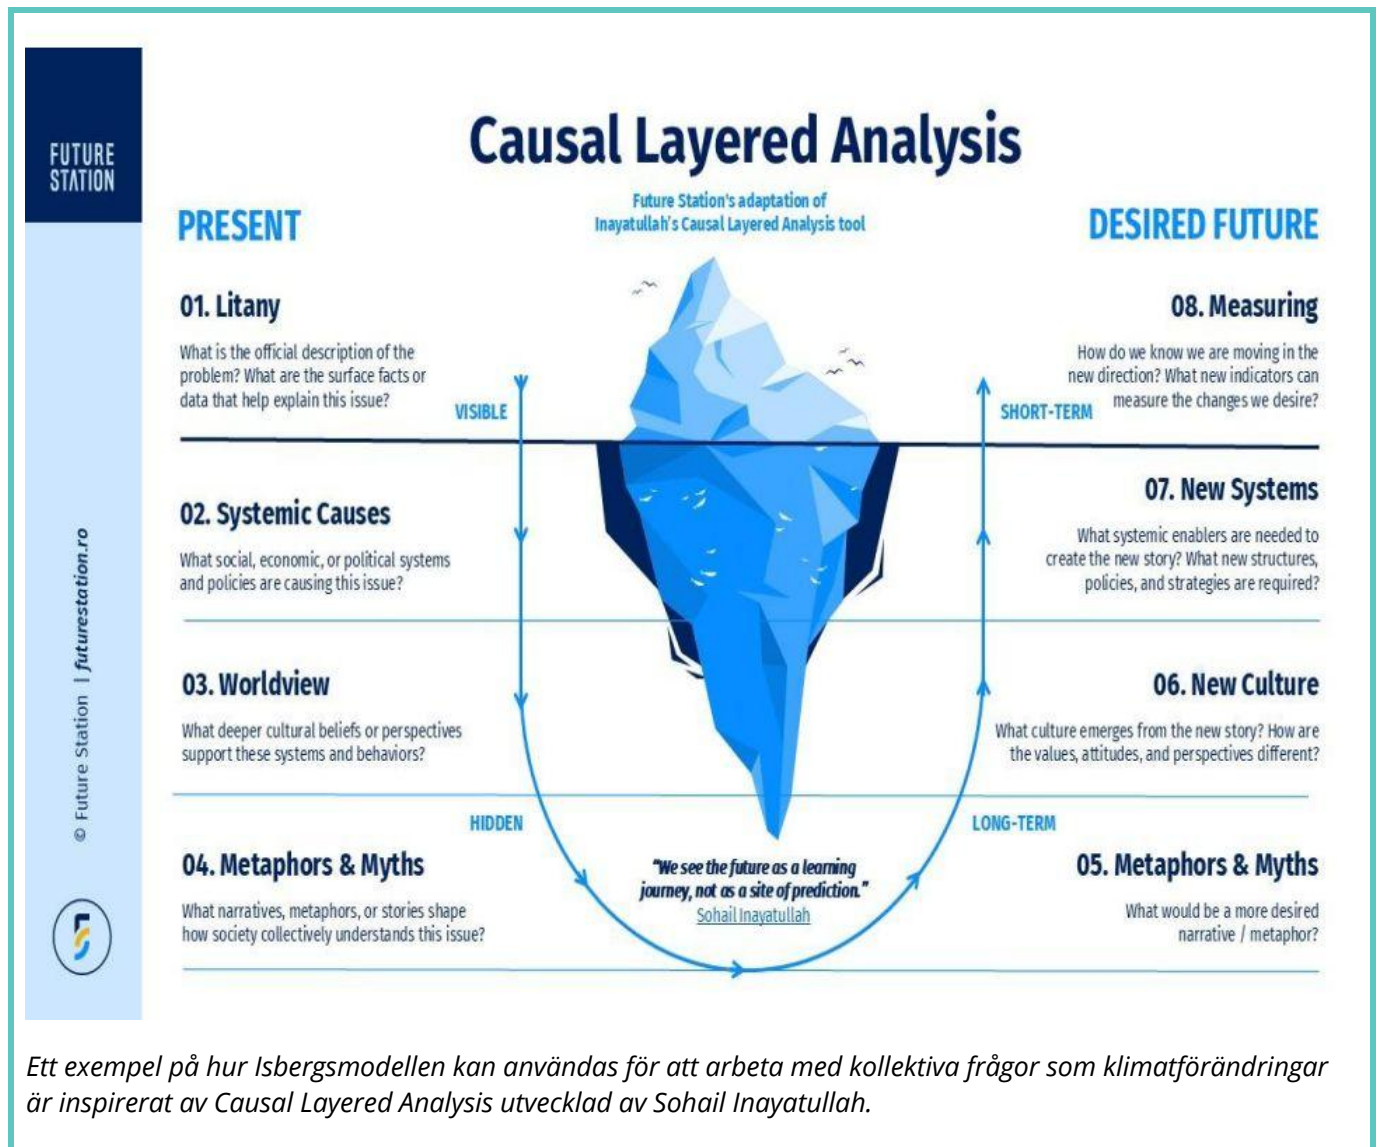 FUTURE
STATION
© Future Station | futurestation.ro
Causal Layered Analysis
Future Station's adaptation of
Inayatullah's Causal Layered Analysis tool
PRESENT
01. Litany
What is the official description of the
problem? What are the surface facts or
data that help explain this issue?
VISIBLE
02. Systemic Causes
What social, economic, or political systems
and policies are causing this issue?
03. Worldview
What deeper cultural beliefs or perspectives
support these systems and behaviors?
HIDDEN
04. Metaphors & Myths
What narratives, metaphors, or stories shape
how society collectively understands this issue?
"We see the future as a learning
journey, not as a site of prediction."
Sohail Inayatullah
DESIRED FUTURE
08. Measuring
How do we know we are moving in the
new direction? What new indicators can
measure the changes we desire?
SHORT-TERM
07. New Systems
What systemic enablers are needed to
create the new story? What new structures,
policies, and strategies are required?
06. New Culture
What culture emerges from the new story? How are
the values, attitudes, and perspectives different?
LONG-TERM
05. Metaphors & Myths
What would be a more desired
narrative / metaphor?
Ett exempel på hur Isbergsmodellen kan användas för att arbeta med kollektiva frågor som klimatförändringar
är inspirerat av Causal Layered Analysis utvecklad av Sohail Inayatullah.